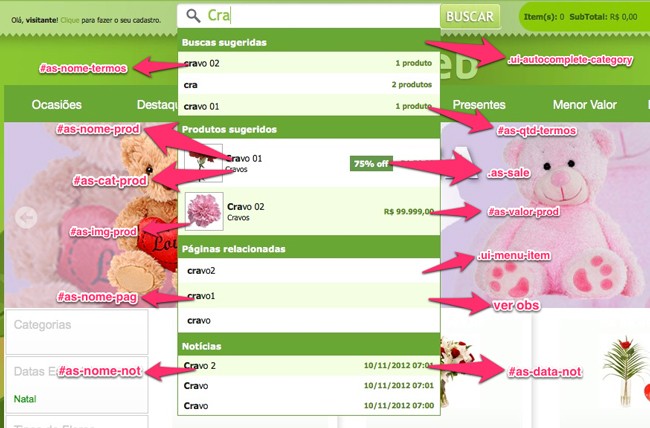 Olá, visitante! Clique para fazer o seu cadastro.
Cra
BUSCAR
Item(s): 0 SubTotal: R$ 0,00
Buscas sugeridas
#as-nome-termos
cravo 02 1 produto
.ui-autocomplete-category
eb
cra 2 produtos
cravo 01 1 produto
Ocasiões
Destaqu
Presentes
Menor Valor
#as-nome-prod
Produtos sugeridos
#as-qtd-termos
Cravo 01
Cravos
75% off
#as-cat-prod
.as-sale
Cravo 02
Cravos
R$ 99.999,00
#as-valor-prod
#as-img-prod
Páginas relacionadas
.ui-menu-item
cravo2
#as-nome-pag
cravo1
ver obs
cravo
Categorias
Notícias
Datas E
#as-nome-not
Cravo 2 10/11/2012 07:01
#as-data-not
Cravo 10/11/2012 07:01
Natal
Cravo 10/11/2012 07:00